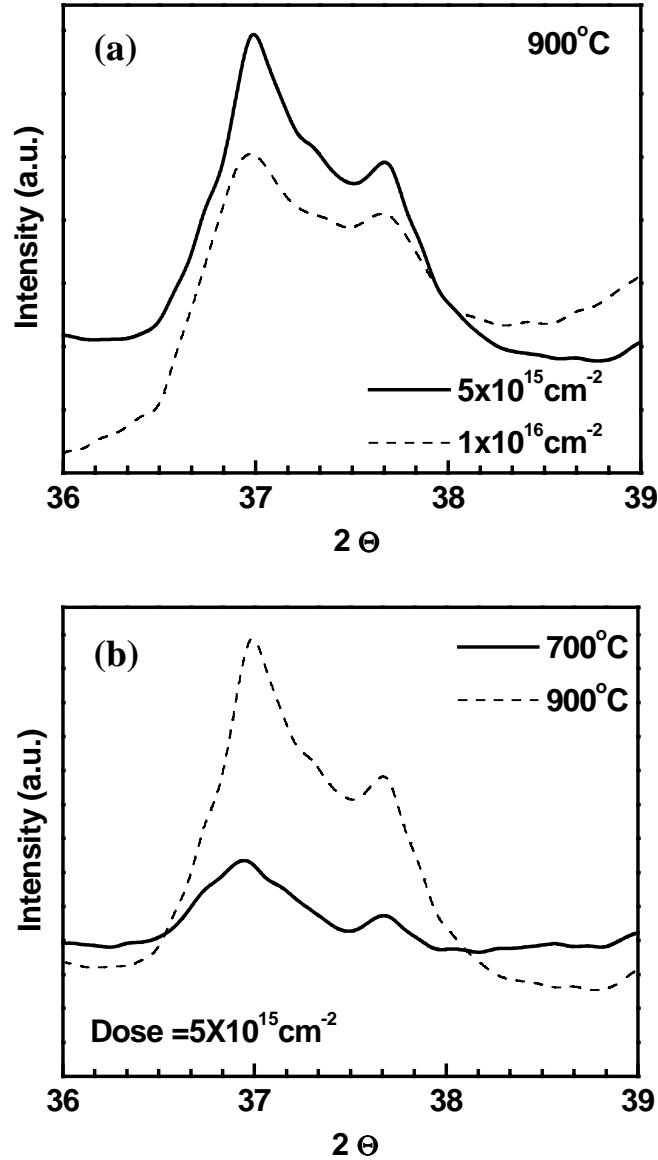 (a)
900°C
Intensity (a.u.)
5x10¹⁵cm⁻²
1x10¹⁶cm⁻²
36 37 38 39
2 Θ
(b)
700°C
900°C
Intensity (a.u.)
Dose =5X10¹⁵cm⁻²
36 37 38 39
2 Θ